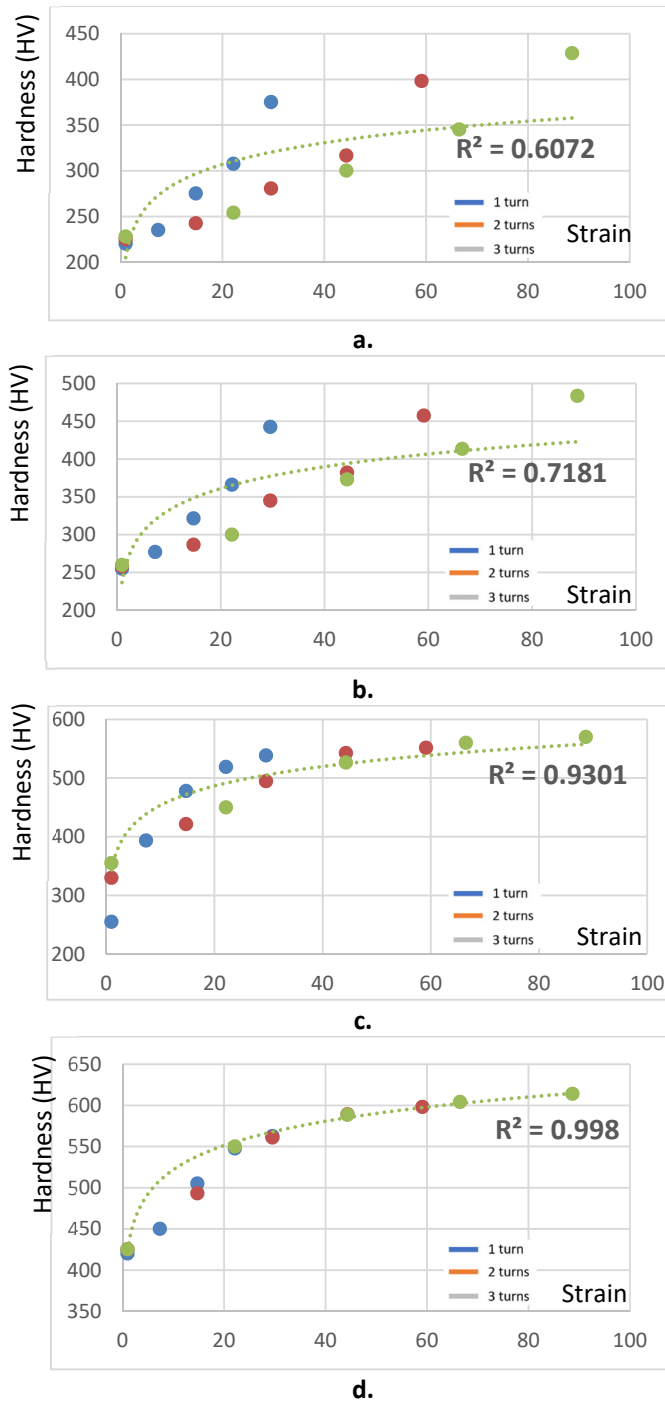 450
400
350
300
250
200
Hardness (HV)
R² = 0.6072
1 turn
2 turns
3 turns
Strain
0 20 40 60 80 100
a.
500
450
400
350
300
250
200
Hardness (HV)
R² = 0.7181
1 turn
2 turns
3 turns
Strain
0 20 40 60 80 100
b.
600
500
400
300
200
Hardness (HV)
R² = 0.9301
1 turn
2 turns
3 turns
Strain
0 20 40 60 80 100
c.
650
600
550
500
450
400
350
Hardness (HV)
R² = 0.998
1 turn
2 turns
3 turns
Strain
0 20 40 60 80 100
d.